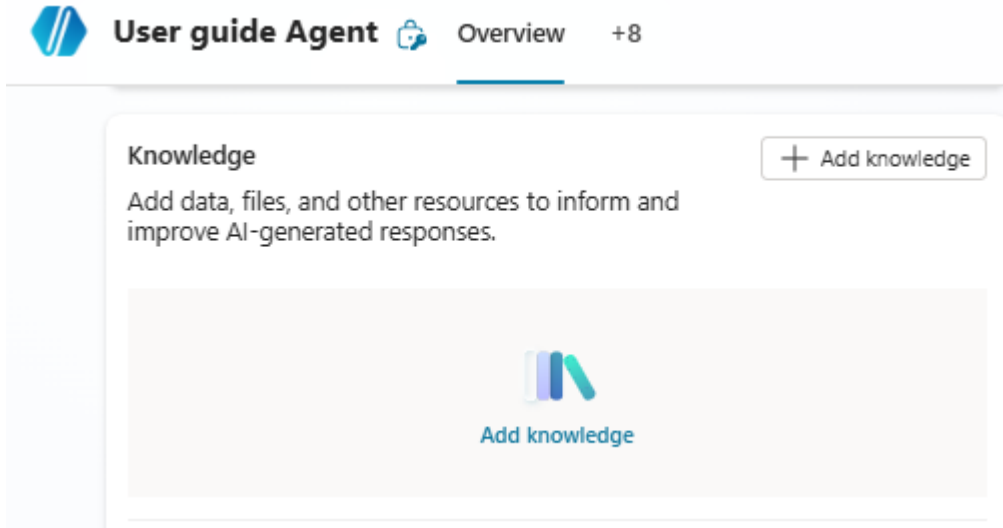 User guide Agent Overview +8
Knowledge
Add knowledge
Add data, files, and other resources to inform and
improve AI-generated responses.
Add knowledge